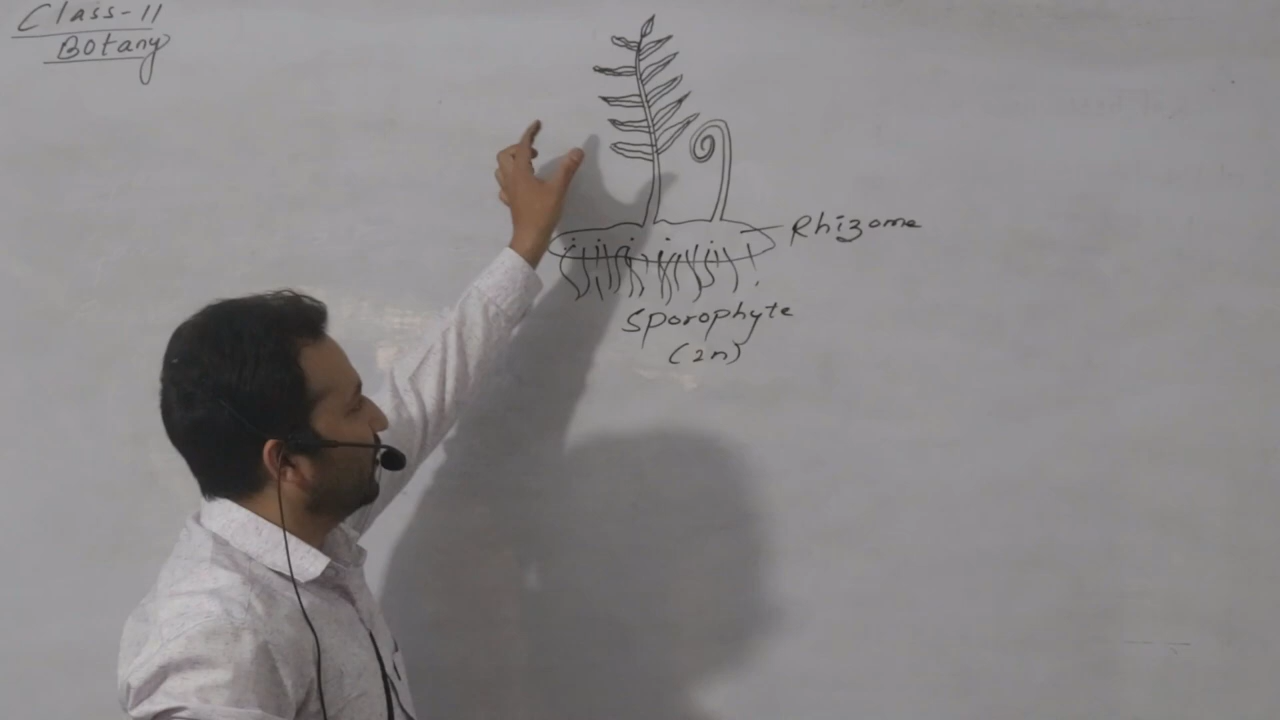 Class-11
Botany
Rhizome
Sporophyte
(2n)